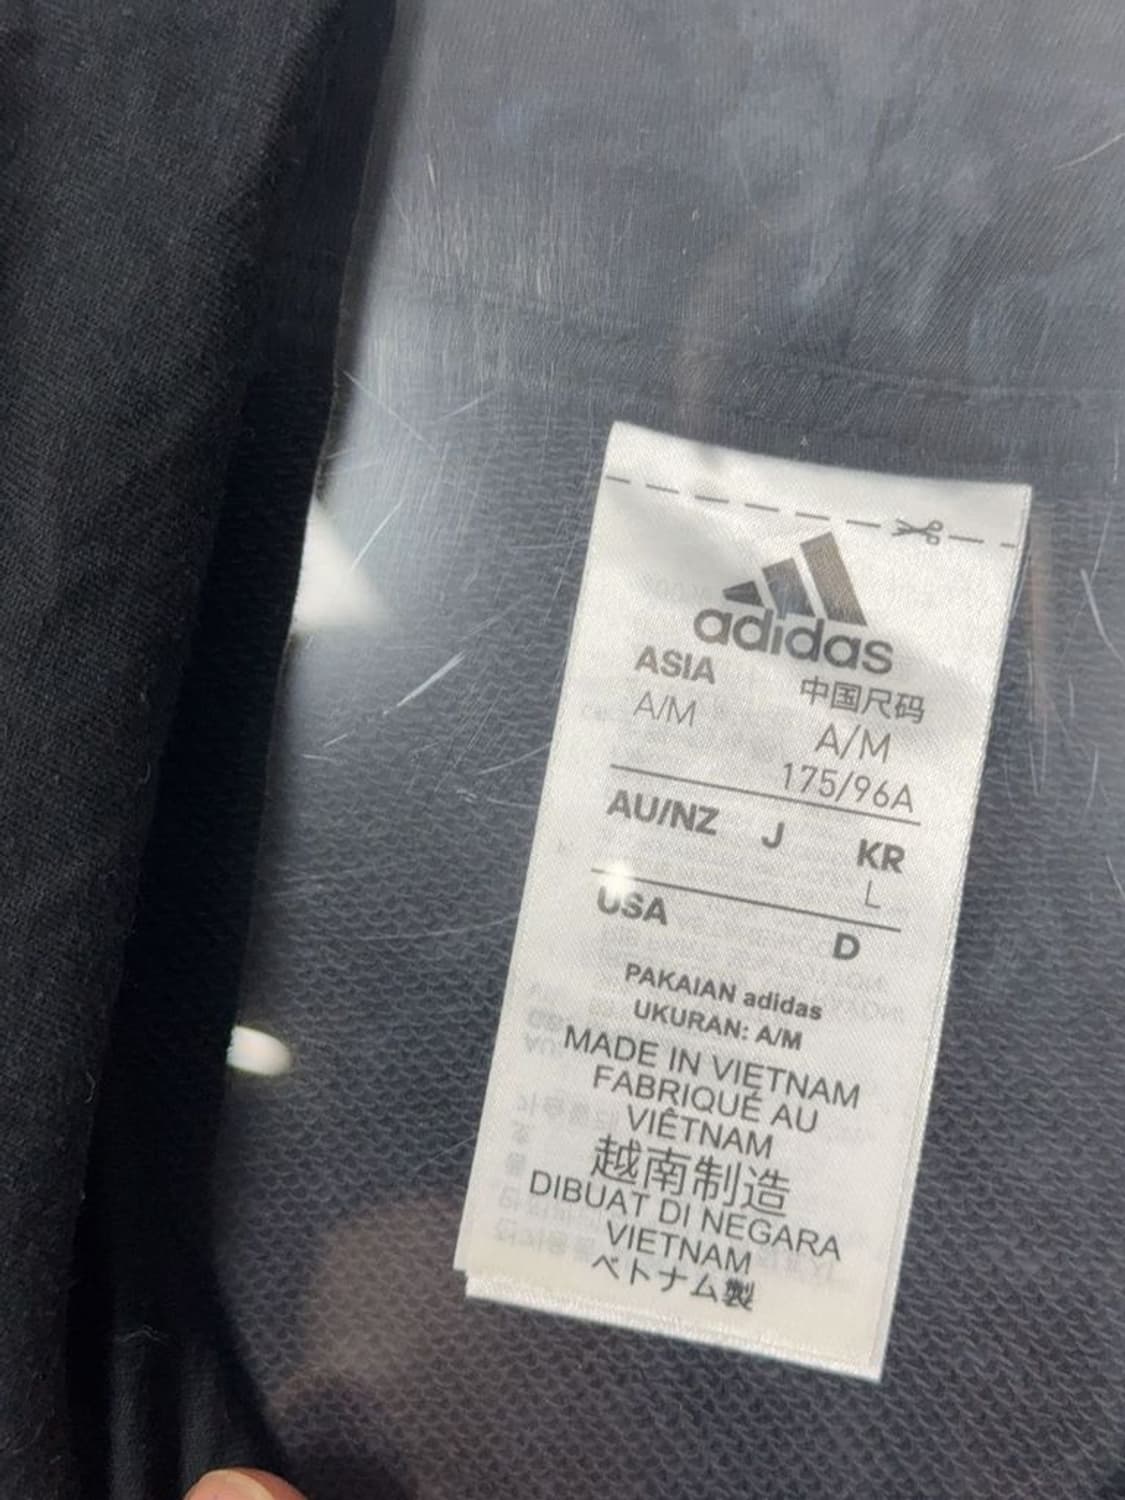 adidas
ASIA 中国尺码
A/M A/M
175/96A
AU/NZ J KR
L
USA D
PAKAIAN adidas
UKURAN: A/M
MADE IN VIETNAM
FABRIQUÉ AU
VIÊTNAM
越南制造
DIBUAT DI NEGARA
VIETNAM
ベトナム製